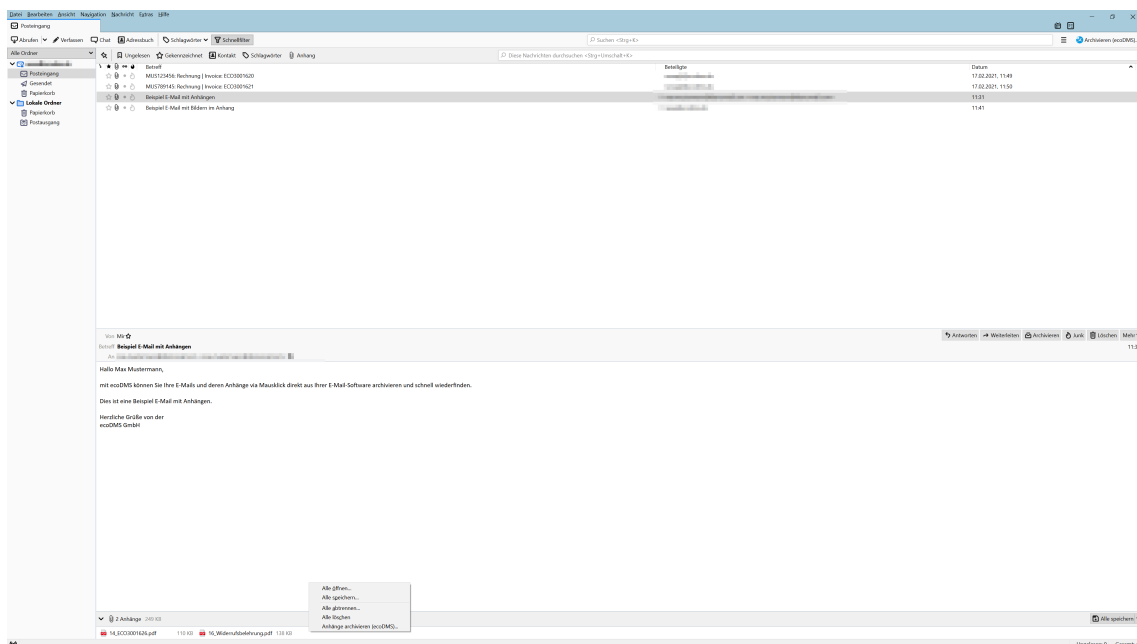 Datei Bearbeiten Ansicht Navigation Nachricht Extras Hilfe
Posteingang
Abrufen Verfassen Chat Adressbuch Schlagwörter Schnellfilter Suchen <Strg+K> Archivieren (ecoDMS)...
Alle Ordner
Ungelesen Gekennzeichnet Kontakt Schlagwörter Anhang Diese Nachrichten durchsuchen <Strg+Umschalt+K>
Betreff Beteiligte Datum
Posteingang
Gesendet
Papierkorb
Lokale Ordner
Papierkorb
Postausgang
MUS123456: Rechnung | Invoice: ECO3001620 17.02.2021, 11:49
MUS789145: Rechnung | Invoice: ECO3001621 17.02.2021, 11:50
Beispiel E-Mail mit Anhängen 11:31
Beispiel E-Mail mit Bildern im Anhang 11:41
Von Mir Antworten Weiterleiten Archivieren Junk Löschen Mehr
Betreff Beispiel E-Mail mit Anhängen
An
Hallo Max Mustermann,
mit ecoDMS können Sie Ihre E-Mails und deren Anhänge via Mausklick direkt aus Ihrer E-Mail-Software archivieren und schnell wiederfinden.
Dies ist eine Beispiel E-Mail mit Anhängen.
Herzliche Grüße von der
ecoDMS GmbH
Alle öffnen...
Alle speichern...
Alle abtrennen...
Alle löschen
Anhänge archivieren (ecoDMS)...
2 Anhänge 249 KB Alle speichern
14_ECO3001626.pdf 110 KB 16_Widerrufsbelehrung.pdf 138 KB